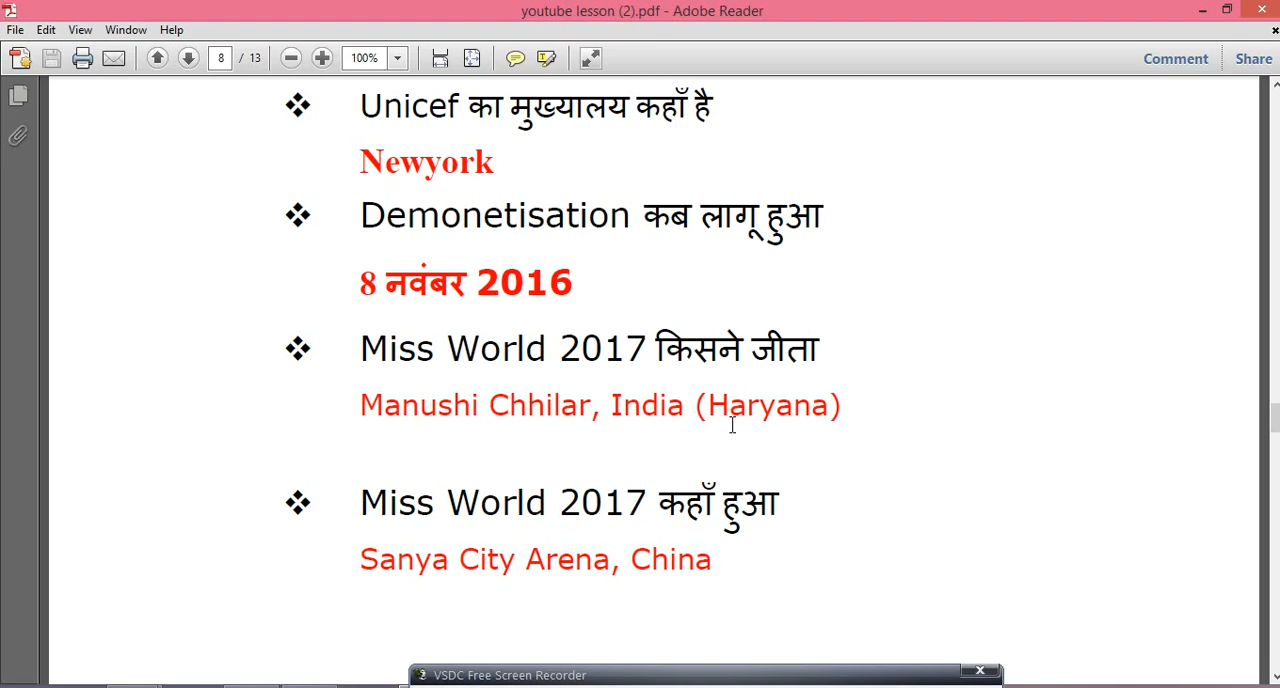 youtube lesson (2).pdf - Adobe Reader
File Edit View Window Help
8 / 13 100% Comment Share
❖ Unicef का मुख्यालय कहाँ है
Newyork
❖ Demonetisation कब लागू हुआ
8 नवंबर 2016
❖ Miss World 2017 किसने जीता
Manushi Chhilar, India (Haryana)
❖ Miss World 2017 कहाँ हुआ
Sanya City Arena, China
VSDC Free Screen Recorder